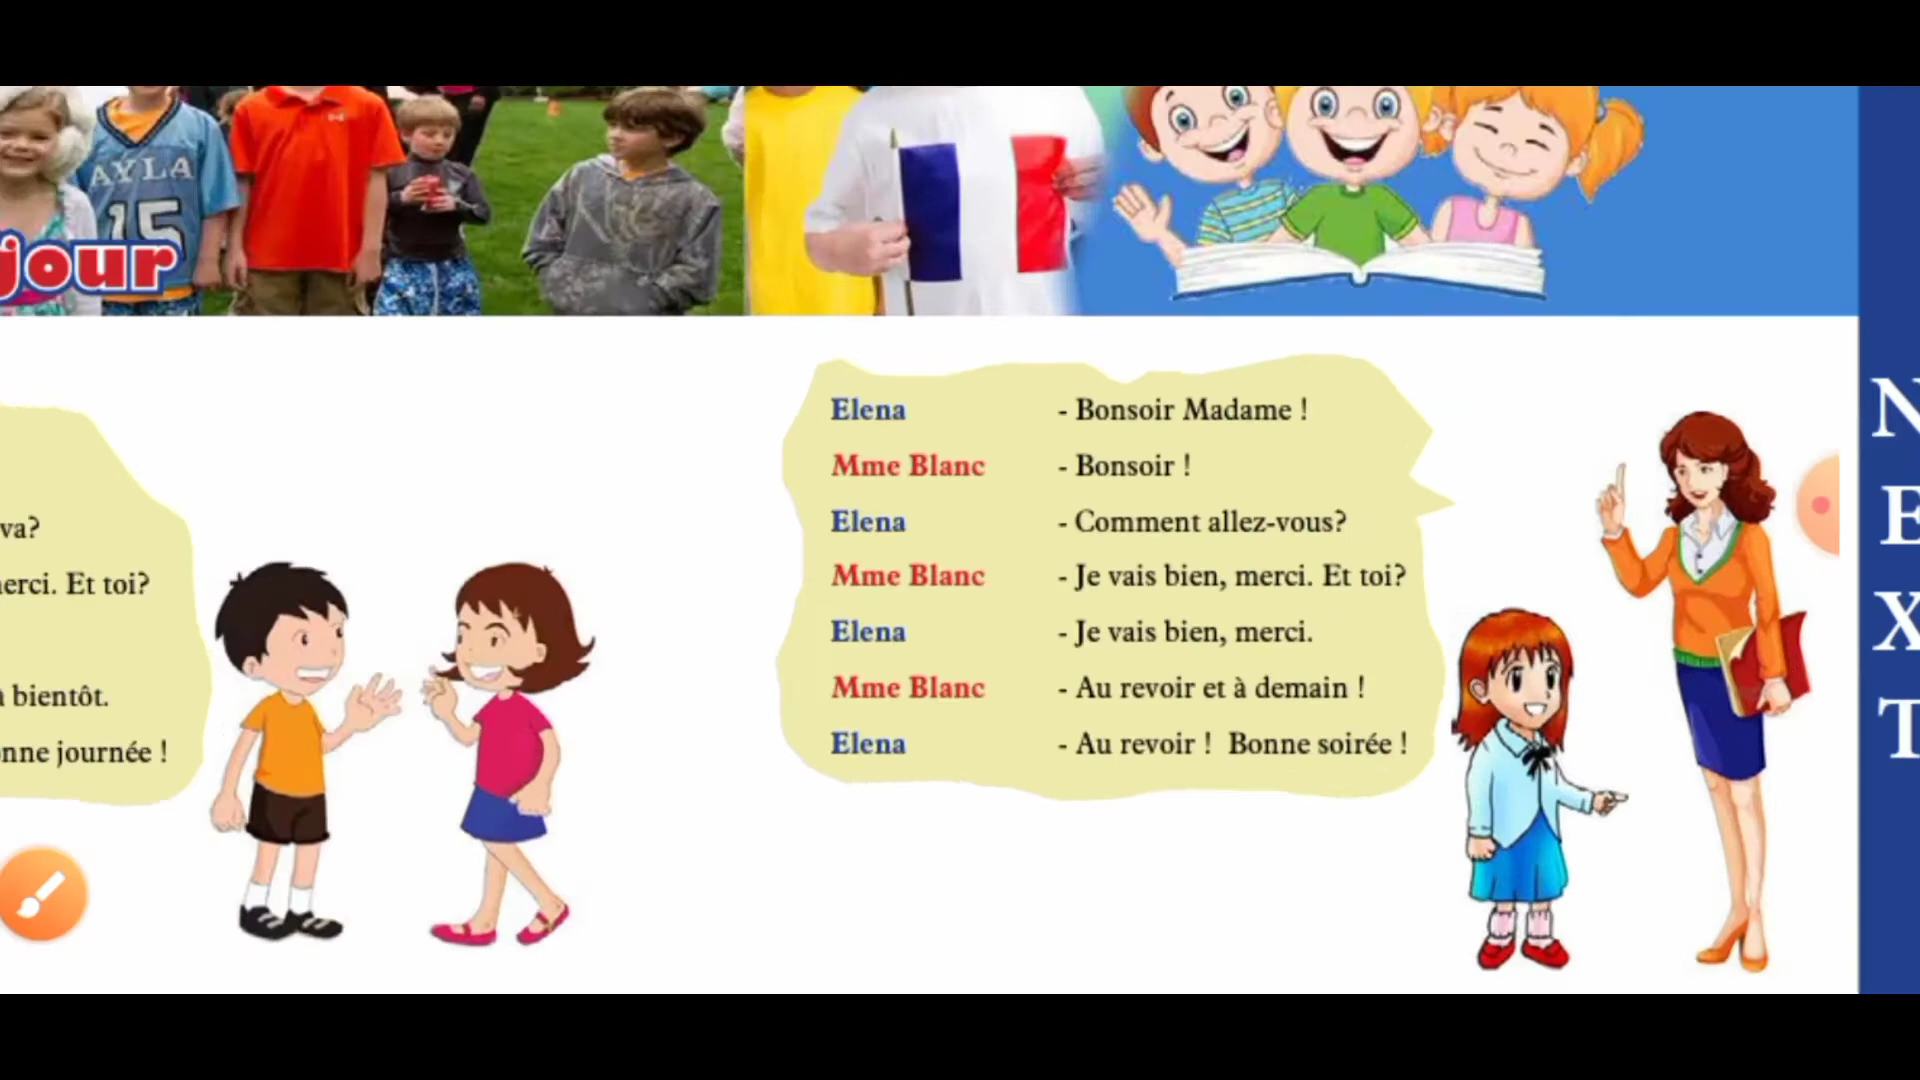 AYLA
15
jour
va?
merci. Et toi?
à bientôt.
nne journée !
Elena - Bonsoir Madame !
Mme Blanc - Bonsoir !
Elena - Comment allez-vous?
Mme Blanc - Je vais bien, merci. Et toi?
Elena - Je vais bien, merci.
Mme Blanc - Au revoir et à demain !
Elena - Au revoir ! Bonne soirée !
NEXT